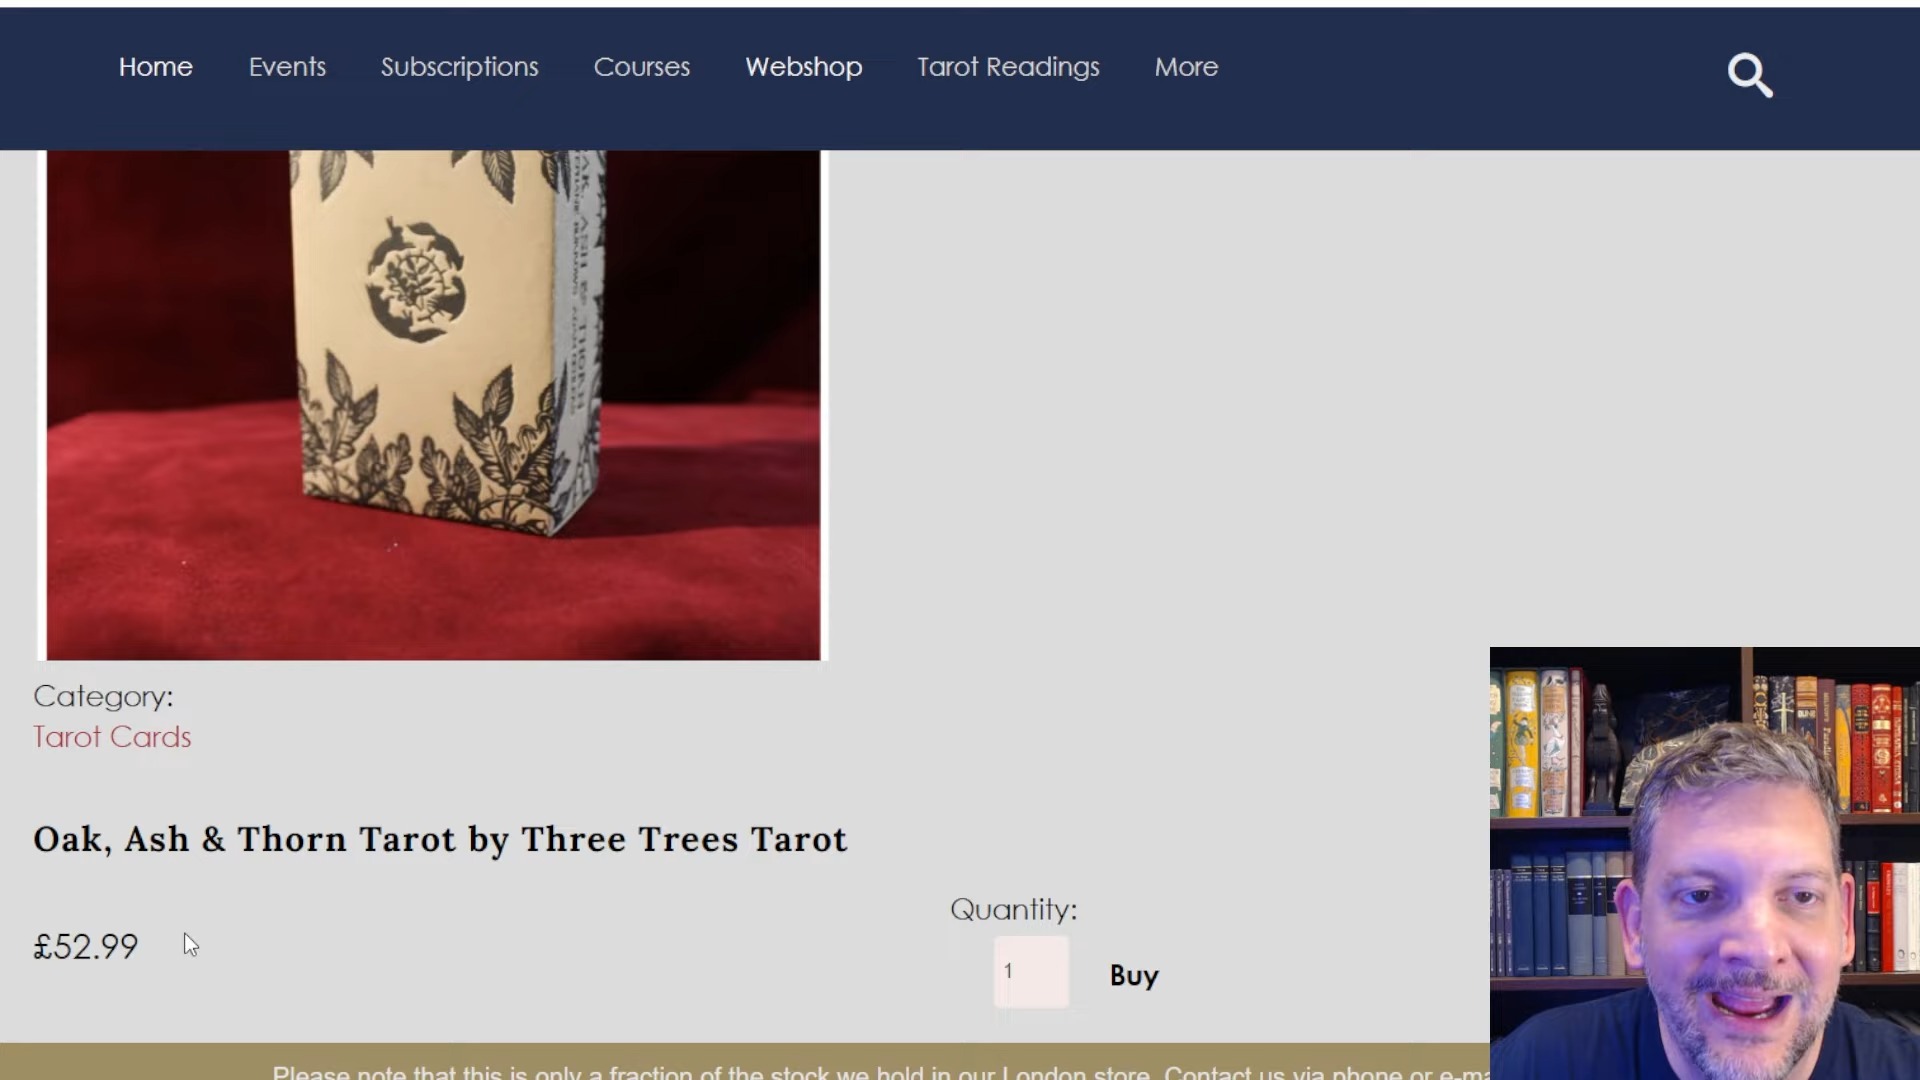 Home Events Subscriptions Courses Webshop Tarot Readings More
Category:
Tarot Cards
Oak, Ash & Thorn Tarot by Three Trees Tarot
£52.99
Quantity:
1
Buy
Please note that this is only a fraction of the stock we hold in our London store. Contact us via phone or